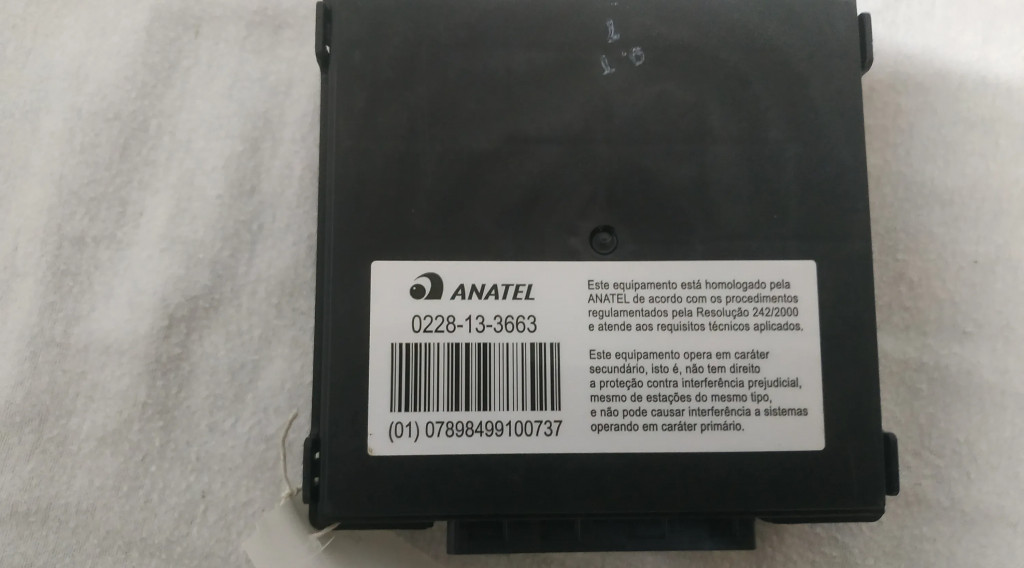 ANATEL
0228-13-3663
(01) 07898499100737
Este equipamento está homologado pela
ANATEL de acordo com os procedimentos
regulamentados pela Resolução 242/2000
e atende aos requisitos técnicos aplicados.
Este equipamento opera em caráter
secundário, isto é, não tem direito
a proteção contra interferência prejudicial,
mesmo de estações do mesmo tipo,
e não pode causar interferência a sistemas
operando em caráter primário.